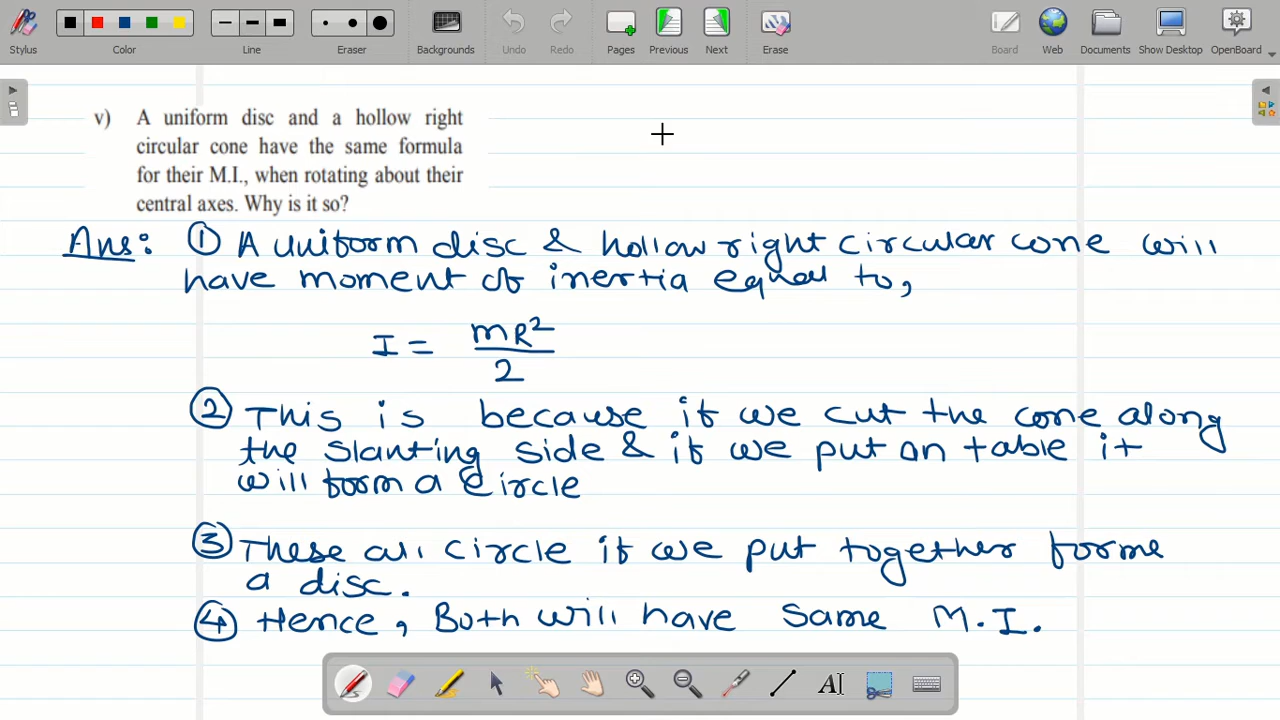 Stylus Color Line Eraser Backgrounds Undo Redo Pages Previous Next Erase Board Web Documents Show Desktop OpenBoard
v) A uniform disc and a hollow right
circular cone have the same formula
for their M.I., when rotating about their
central axes. Why is it so?
Ans: ① A uniform disc & hollow right circular cone will
have moment of inertia equal to,
I = mR²/2
② This is because if we cut the cone along
the slanting side & if we put on table it
will form a circle
③ These all circle if we put together forms
a disc.
④ Hence, Both will have same M.I.